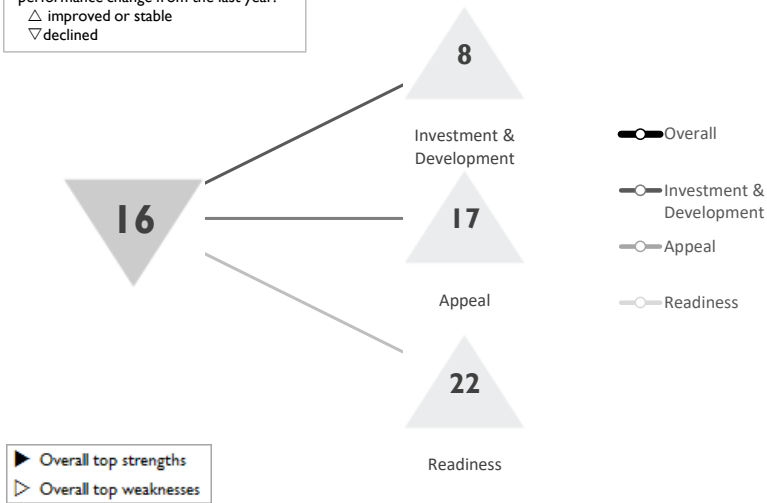 performance change from the last year:
△ improved or stable
▽ declined
8
Investment &
Development
16
17
Appeal
22
Readiness
Overall
Investment &
Development
Appeal
Readiness
▶ Overall top strengths
▷ Overall top weaknesses